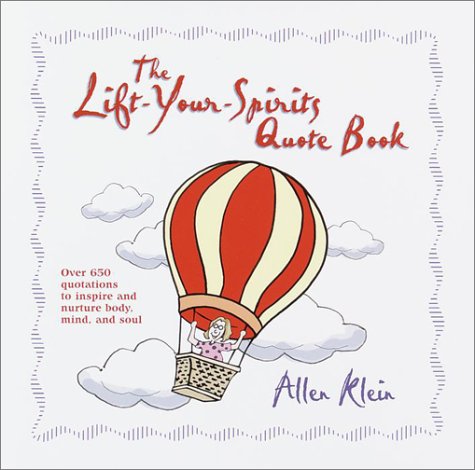 The
Lift-Your-Spirits
Quote Book
Over 650
quotations
to inspire and
nurture body,
mind, and soul
Allen Klein